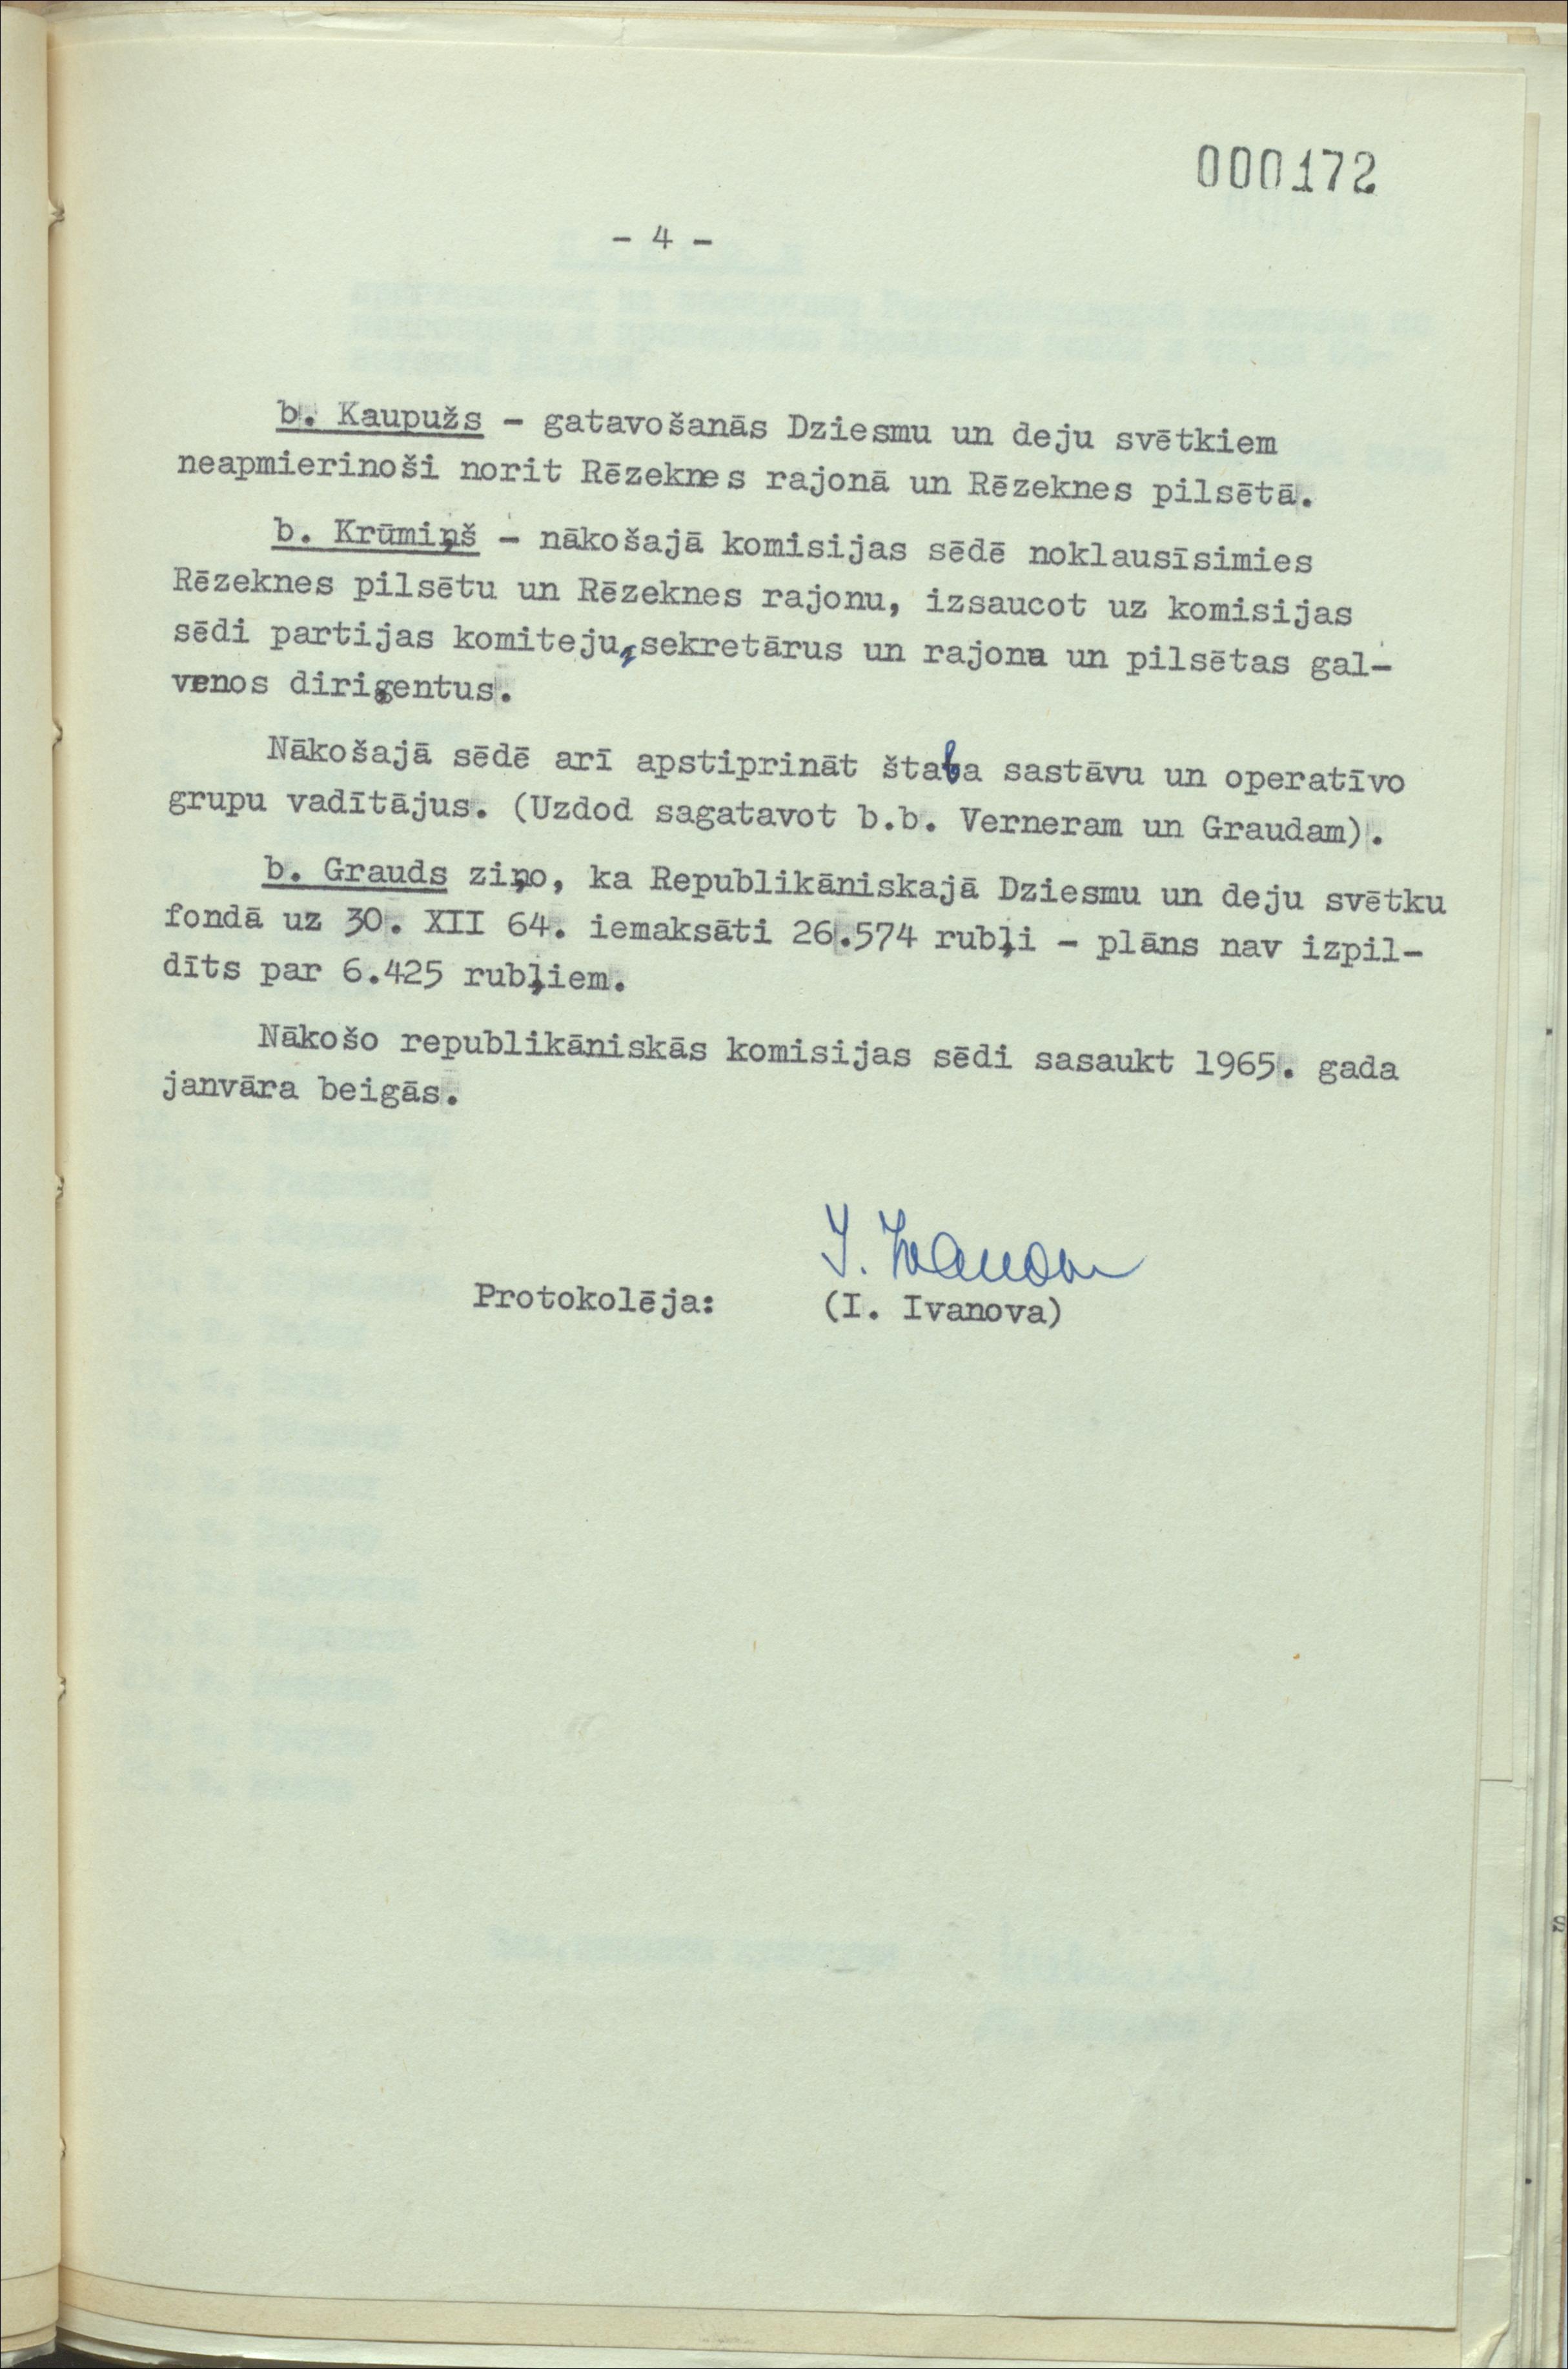 000172
- 4 -
b. Kaupužs - gatavošanās Dziesmu un deju svētkiem
neapmierinoši norit Rēzeknes rajonā un Rēzeknes pilsētā.
b. Krūmiņš - nākošajā komisijas sēdē noklausīsimies
Rēzeknes pilsētu un Rēzeknes rajonu, izsaucot uz komisijas
sēdi partijas komiteju, sekretārus un rajona un pilsētas gal-
venos diriģentus.
Nākošajā sēdē arī apstiprināt štaba sastāvu un operatīvo
grupu vadītājus. (Uzdod sagatavot b.b. Verneram un Graudam).
b. Grauds ziņo, ka Republikāniskajā Dziesmu un deju svētku
fondā uz 30. XII 64. iemaksāti 26.574 rubļi - plāns nav izpil-
dīts par 6.425 rubļiem.
Nākošo republikāniskās komisijas sēdi sasaukt 1965. gada
janvāra beigās.
I. Ivanova
Protokolēja: (I. Ivanova)